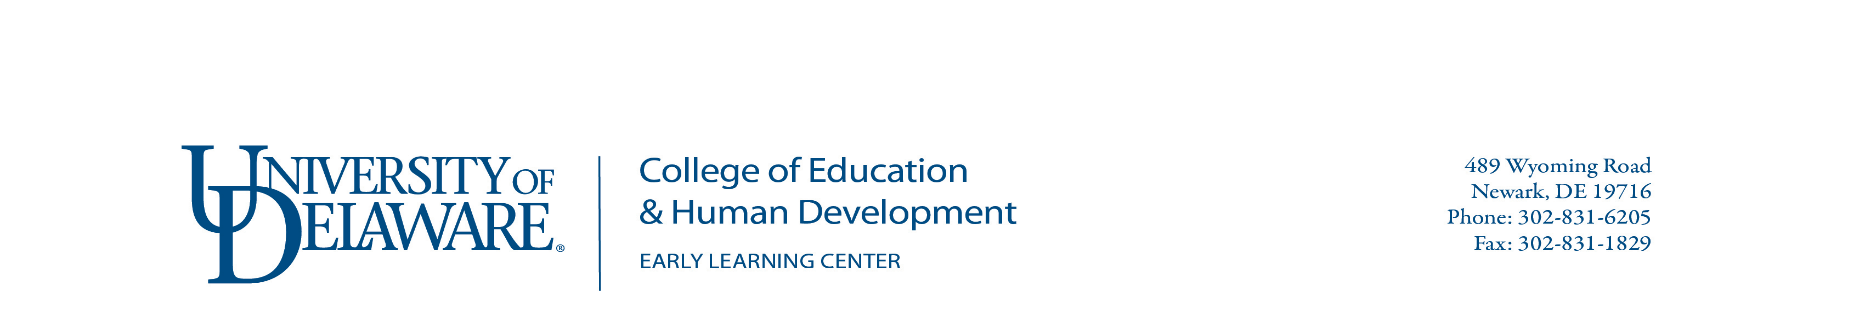 UNIVERSITY OF
DELAWARE®
College of Education
& Human Development
EARLY LEARNING CENTER
489 Wyoming Road
Newark, DE 19716
Phone: 302-831-6205
Fax: 302-831-1829